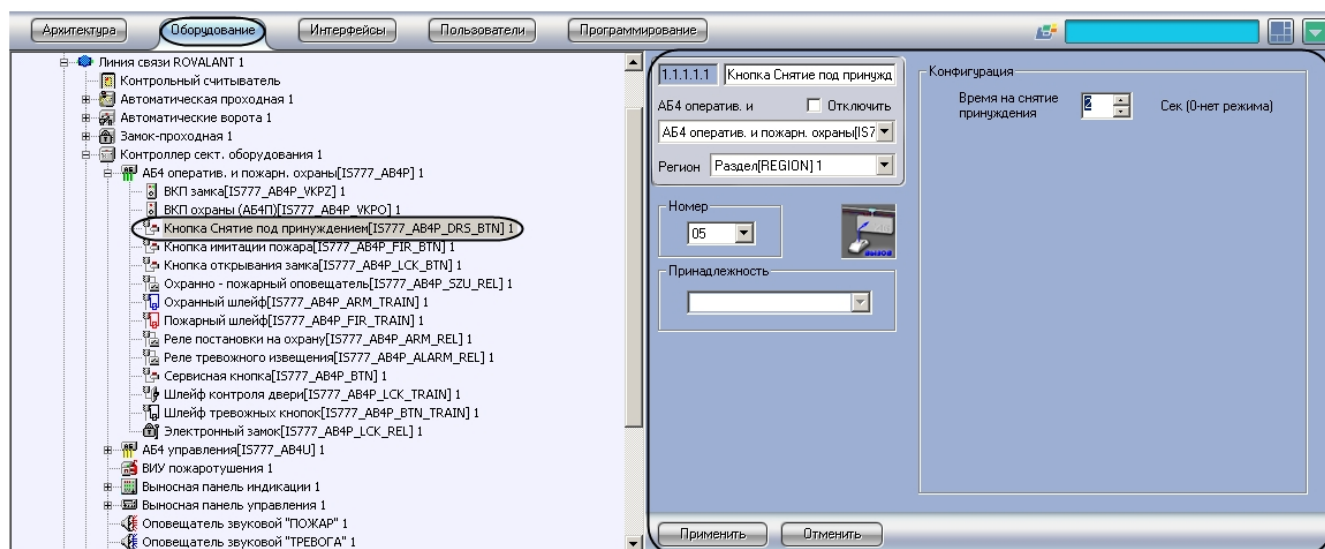 Архитектура Оборудование Интерфейсы Пользователи Программирование
Линия связи ROVALANT 1
Контрольный считыватель
Автоматическая проходная 1
Автоматические ворота 1
Замок-проходная 1
Контроллер сект. оборудования 1
АБ4 оператив. и пожарн. охраны[IS777_AB4P] 1
ВКП замка[IS777_AB4P_VKPZ] 1
ВКП охраны (АБ4П)[IS777_AB4P_VKPO] 1
Кнопка Снятие под принуждением[IS777_AB4P_DRS_BTN] 1
Кнопка имитации пожара[IS777_AB4P_FIR_BTN] 1
Кнопка открывания замка[IS777_AB4P_LCK_BTN] 1
Охранно - пожарный оповещатель[IS777_AB4P_SZU_REL] 1
Охранный шлейф[IS777_AB4P_ARM_TRAIN] 1
Пожарный шлейф[IS777_AB4P_FIR_TRAIN] 1
Реле постановки на охрану[IS777_AB4P_ARM_REL] 1
Реле тревожного извещения[IS777_AB4P_ALARM_REL] 1
Сервисная кнопка[IS777_AB4P_BTN] 1
Шлейф контроля двери[IS777_AB4P_LCK_TRAIN] 1
Шлейф тревожных кнопок[IS777_AB4P_BTN_TRAIN] 1
Электронный замок[IS777_AB4P_LCK_REL] 1
АБ4 управления[IS777_AB4U] 1
ВИУ пожаротушения 1
Выносная панель индикации 1
Выносная панель управления 1
Оповещатель звуковой "ПОЖАР" 1
Оповещатель звуковой "ТРЕВОГА" 1
1.1.1.1.1 Кнопка Снятие под принужд
АБ4 оператив. и Отключить
АБ4 оператив. и пожарн. охраны[IS7
Регион Раздел[REGION] 1
Номер
05
вызов
Принадлежность
Конфигурация
Время на снятие
принуждения
2
Сек (0-нет режима)
Применить Отменить